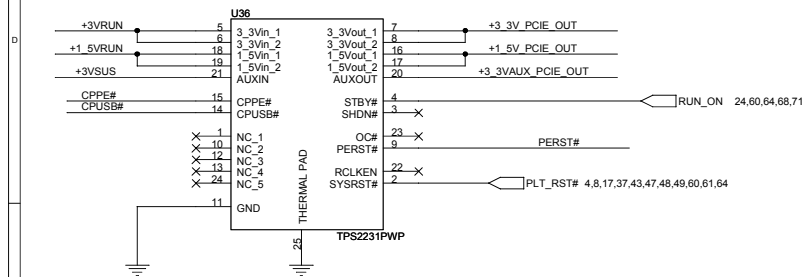 U36
+3VRUN 5 3_3Vin_1 3_3Vout_1 7 +3_3V_PCIE_OUT
6 3_3Vin_2 3_3Vout_2 8
+1_5VRUN 18 1_5Vin_1 1_5Vout_1 16 +1_5V_PCIE_OUT
19 1_5Vin_2 1_5Vout_2 17
+3VSUS 21 AUXIN AUXOUT 20 +3_3VAUX_PCIE_OUT
D
CPPE# 15 CPPE# STBY# 4 RUN_ON 24,60,64,68,71
CPUSB# 14 CPUSB# SHDN# 3
1 NC_1 OC# 23
10 NC_2 PERST# 9 PERST#
12 NC_3
13 NC_4 RCLKEN 22
24 NC_5 SYSRST# 2 PLT_RST# 4,8,17,37,43,47,48,49,60,61,64
11 GND
THERMAL PAD
25
TPS2231PWP